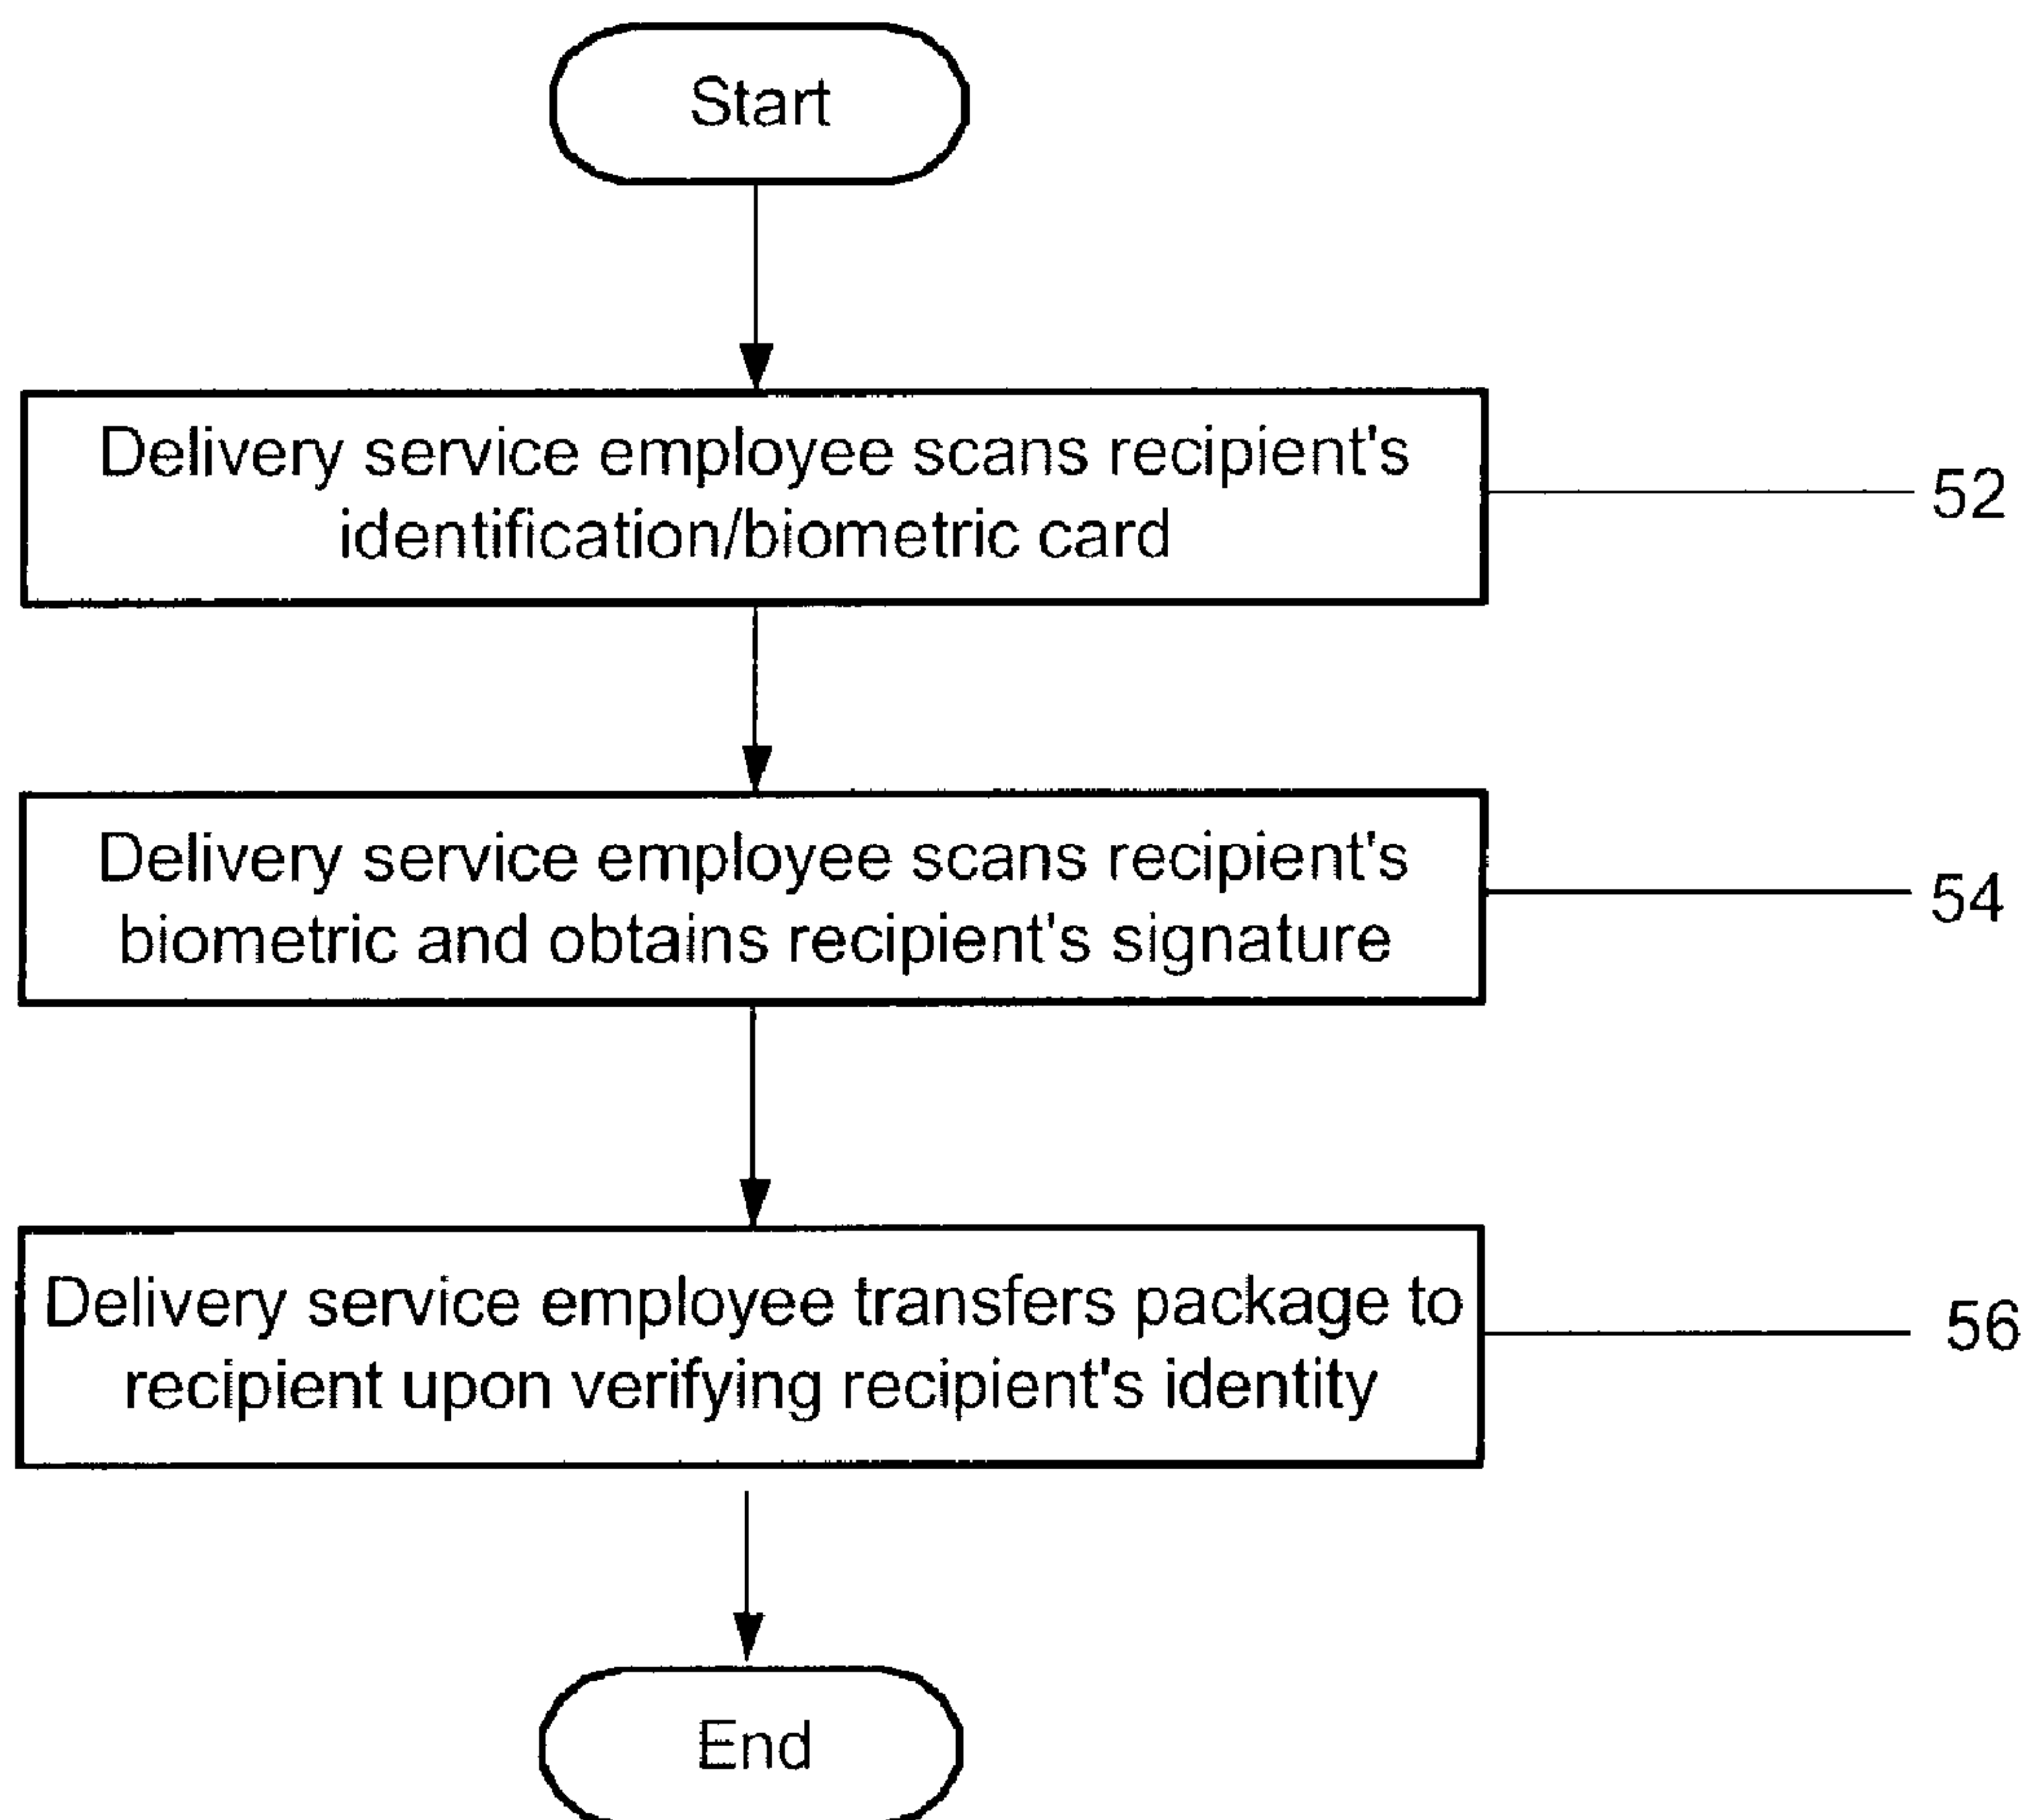 Start
Delivery service employee scans recipient's
identification/biometric card
52
Delivery service employee scans recipient's
biometric and obtains recipient's signature
54
Delivery service employee transfers package to
recipient upon verifying recipient's identity
56
End